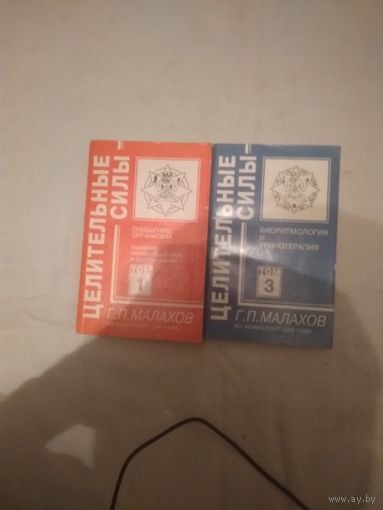 ЦЕЛИТЕЛЬНЫЕ
СИЛЫ
ОЧИЩЕНИЕ
ОРГАНИЗМА
ТОМ
1
Г.П.МАЛАХОВ
ЦЕЛИТЕЛЬНЫЕ
СИЛЫ
БИОРИТМОЛОГИЯ
И
УРИНОТЕРАПИЯ
ТОМ
3
Г.П.МАЛАХОВ
www.ay.by